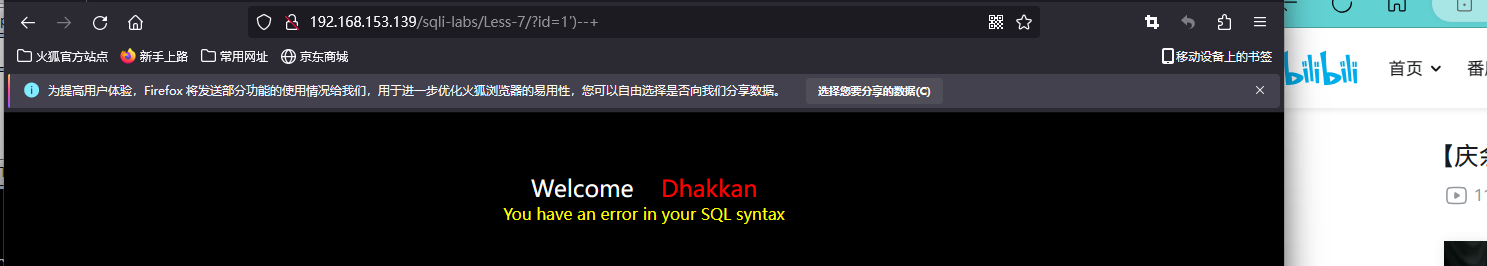 192.168.153.139/sqli-labs/Less-7/?id=1')--+
火狐官方站点 新手上路 常用网址 京东商城 移动设备上的书签
为提高用户体验，Firefox 将发送部分功能的使用情况给我们，用于进一步优化火狐浏览器的易用性，您可以自由选择是否向我们分享数据。 选择您要分享的数据(C)
Welcome Dhakkan
You have an error in your SQL syntax
bilibili 首页 番
【庆
11